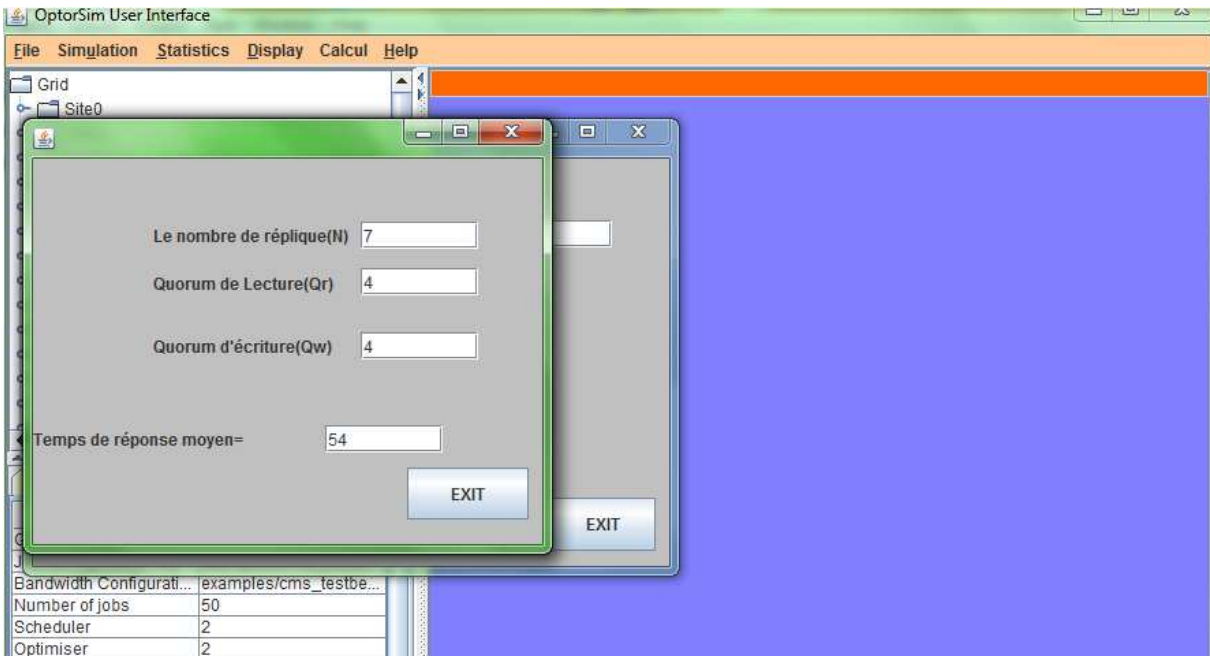 OptorSim User Interface
File Simulation Statistics Display Calcul Help
Grid
Site0
Le nombre de réplique(N) 7
Quorum de Lecture(Qr) 4
Quorum d'écriture(Qw) 4
Temps de réponse moyen= 54
EXIT
EXIT
Bandwidth Configurati... examples/cms_testbe...
Number of jobs 50
Scheduler 2
Optimiser 2